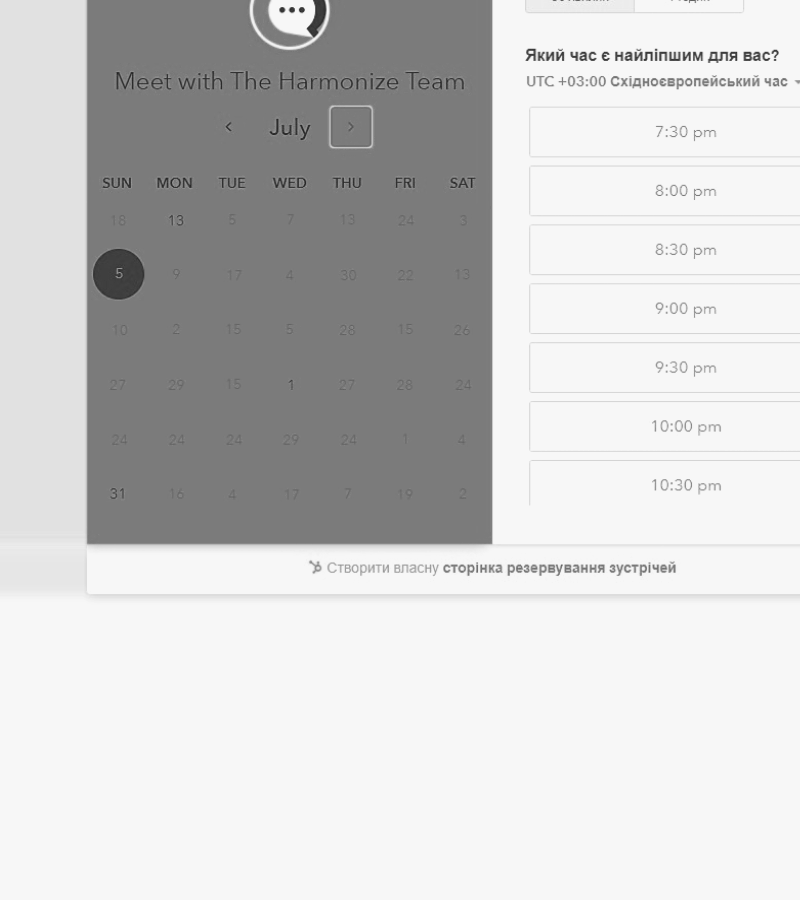 Meet with The Harmonize Team
July
SUN MON TUE WED THU FRI SAT
18 13 5 7 13 24 3
5 9 17 4 30 22 13
10 2 15 5 28 15 26
27 29 15 1 27 28 24
24 24 24 29 24 1 4
31 16 4 17 7 19 2
Який час є найліпшим для вас?
UTC +03:00 Східноєвропейський час
7:30 pm
8:00 pm
8:30 pm
9:00 pm
9:30 pm
10:00 pm
10:30 pm
Створити власну сторінка резервування зустрічей